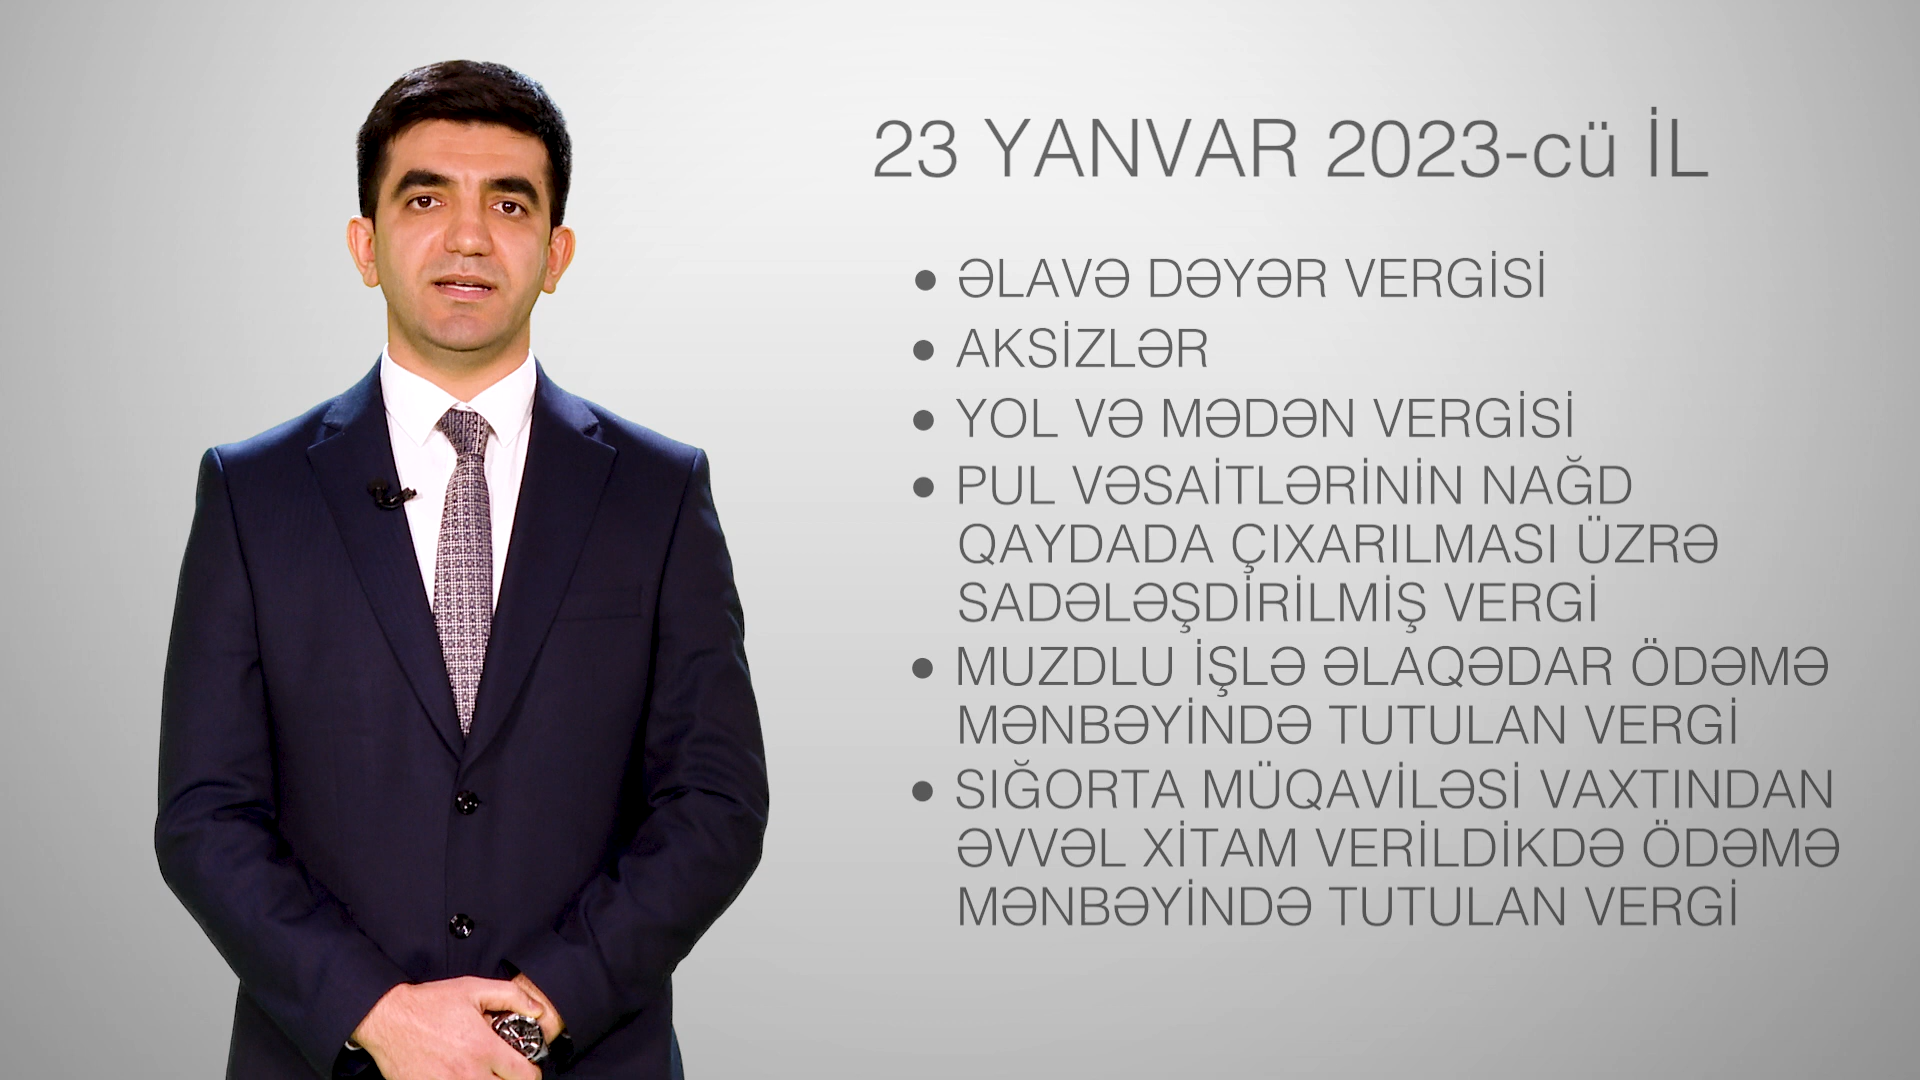 23 YANVAR 2023-cü İL
• ƏLAVƏ DƏYƏR VERGİSİ
• AKSİZLƏR
• YOL VƏ MƏDƏN VERGİSİ
• PUL VƏSAİTLƏRİNİN NAĞD
QAYDADA ÇIXARILMASI ÜZRƏ
SADƏLƏŞDİRİLMİŞ VERGİ
• MUZDLU İŞLƏ ƏLAQƏDAR ÖDƏMƏ
MƏNBƏYİNDƏ TUTULAN VERGİ
• SIĞORTA MÜQAVİLƏSİ VAXTINDAN
ƏVVƏL XİTAM VERİLDİKDƏ ÖDƏMƏ
MƏNBƏYİNDƏ TUTULAN VERGİ